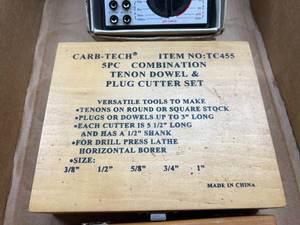 CARB-TECH® ITEM NO:TC455
5PC COMBINATION
TENON DOWEL &
PLUG CUTTER SET
VERSATILE TOOLS TO MAKE
•TENONS ON ROUND OR SQUARE STOCK
•PLUGS OR DOWELS UP TO 3" LONG
•EACH CUTTER IS 5 1/2" LONG
AND HAS A 1/2" SHANK
•FOR DRILL PRESS LATHE
HORIZONTAL BORER
•SIZE:
3/8" 1/2" 5/8" 3/4" 1"
MADE IN CHINA